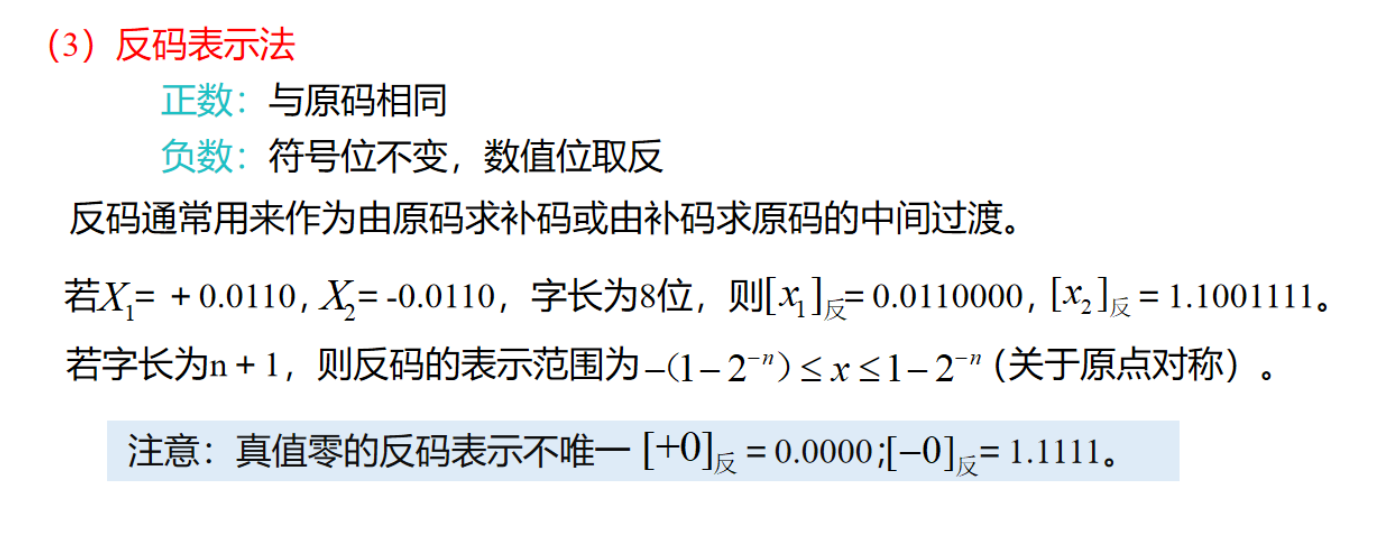 （3）反码表示法
正数：与原码相同
负数：符号位不变，数值位取反
反码通常用来作为由原码求补码或由补码求原码的中间过渡。
若X₁= + 0.0110, X₂= -0.0110，字长为8位，则[x₁]反= 0.0110000, [x₂]反 = 1.1001111。
若字长为n + 1，则反码的表示范围为 −(1− 2⁻ⁿ) ≤ x ≤ 1− 2⁻ⁿ (关于原点对称）。
注意：真值零的反码表示不唯一 [+0]反 = 0.0000;[−0]反= 1.1111。